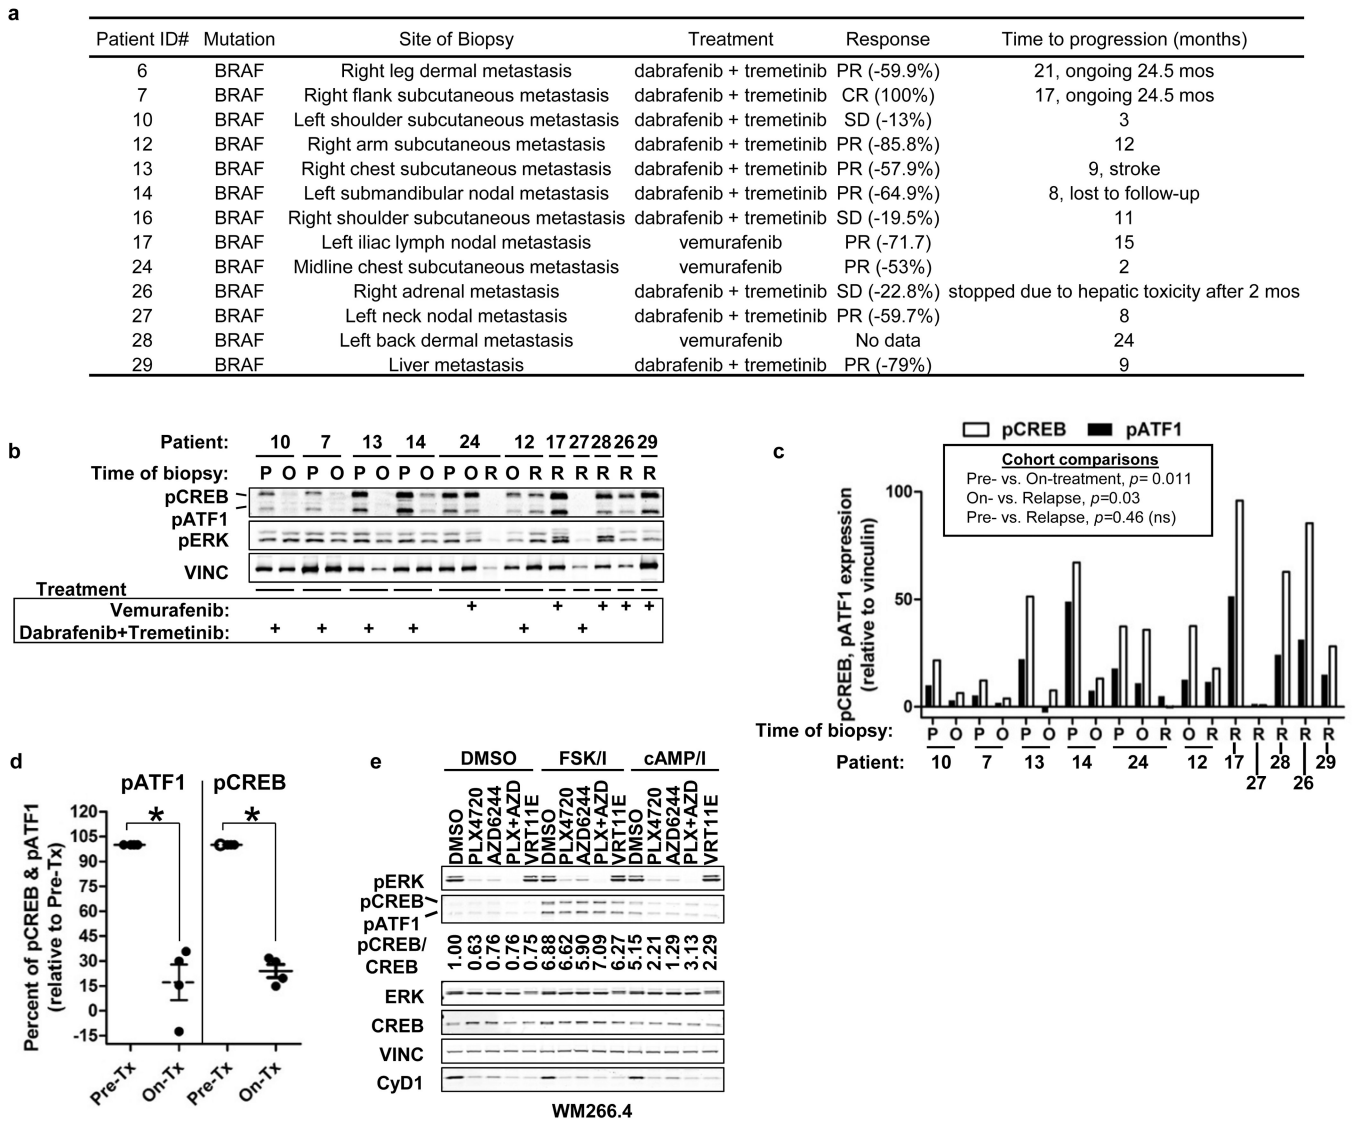 a
Patient ID# Mutation Site of Biopsy Treatment Response Time to progression (months)
6 BRAF Right leg dermal metastasis dabrafenib + tremetinib PR (-59.9%) 21, ongoing 24.5 mos
7 BRAF Right flank subcutaneous metastasis dabrafenib + tremetinib CR (100%) 17, ongoing 24.5 mos
10 BRAF Left shoulder subcutaneous metastasis dabrafenib + tremetinib SD (-13%) 3
12 BRAF Right arm subcutaneous metastasis dabrafenib + tremetinib PR (-85.8%) 12
13 BRAF Right chest subcutaneous metastasis dabrafenib + tremetinib PR (-57.9%) 9, stroke
14 BRAF Left submandibular nodal metastasis dabrafenib + tremetinib PR (-64.9%) 8, lost to follow-up
16 BRAF Right shoulder subcutaneous metastasis dabrafenib + tremetinib SD (-19.5%) 11
17 BRAF Left iliac lymph nodal metastasis vemurafenib PR (-71.7) 15
24 BRAF Midline chest subcutaneous metastasis vemurafenib PR (-53%) 2
26 BRAF Right adrenal metastasis dabrafenib + tremetinib SD (-22.8%) stopped due to hepatic toxicity after 2 mos
27 BRAF Left neck nodal metastasis dabrafenib + tremetinib PR (-59.7%) 8
28 BRAF Left back dermal metastasis vemurafenib No data 24
29 BRAF Liver metastasis dabrafenib + tremetinib PR (-79%) 9
b
Patient: 10 7 13 14 24 12 17 27 28 26 29
Time of biopsy: P O P O P O P O P O R O R R R R R R
pCREB
pATF1
pERK
VINC
Treatment
Vemurafenib: + + + + +
Dabrafenib+Tremetinib: + + + + + +
c
pCREB pATF1
Cohort comparisons
Pre- vs. On-treatment, p= 0.011
On- vs. Relapse, p=0.03
Pre- vs. Relapse, p=0.46 (ns)
pCREB, pATF1 expression
(relative to vinculin)
100
50
0
Time of biopsy: P O P O P O P O P O R O R R R R R R
Patient: 10 7 13 14 24 12 17 28 29
27 26
d
pATF1 pCREB
* *
Percent of pCREB & pATF1
(relative to Pre-Tx)
120
105
90
75
60
45
30
15
0
-15
Pre-Tx On-Tx Pre-Tx On-Tx
e
DMSO FSK/I cAMP/I
DMSO PLX4720 AZD6244 PLX+AZD VRT11E DMSO PLX4720 AZD6244 PLX+AZD VRT11E DMSO PLX4720 AZD6244 PLX+AZD VRT11E
pERK
pCREB
pATF1
pCREB/
CREB
1.00 0.63 0.76 0.76 0.75 6.88 6.62 5.90 7.09 6.27 5.15 2.21 1.29 3.13 2.29
ERK
CREB
VINC
CyD1
WM266.4